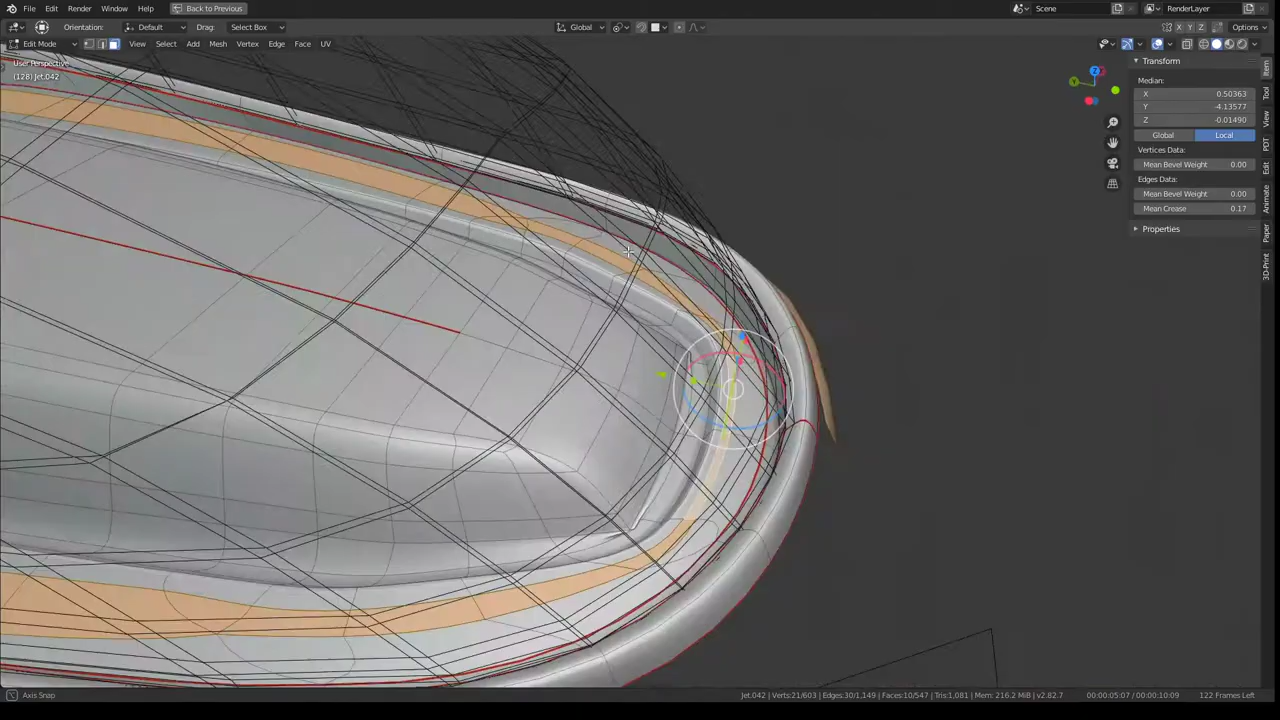 File Edit Render Window Help Back to Previous Scene RenderLayer
Orientation: Default Drag: Select Box Global X Y Z Options
Edit Mode View Select Add Mesh Vertex Edge Face UV
User Perspective
(128) Jet.042
Transform
Median:
X 0.50363
Y -4.13577
Z -0.01490
Global Local
Vertices Data:
Mean Bevel Weight 0.00
Edges Data:
Mean Bevel Weight 0.00
Mean Crease 0.17
Properties
Item
Tool
View
PDT
Edit
Animate
Paper
3D-Print
Z
Y
Axis Snap
Jet.042 | Verts:21/603 | Edges:30/1,149 | Faces:10/547 | Tris:1,081 | Mem: 216.2 MiB | v2.82.7 00:00:05:07 / 00:00:10:09 122 Frames Left